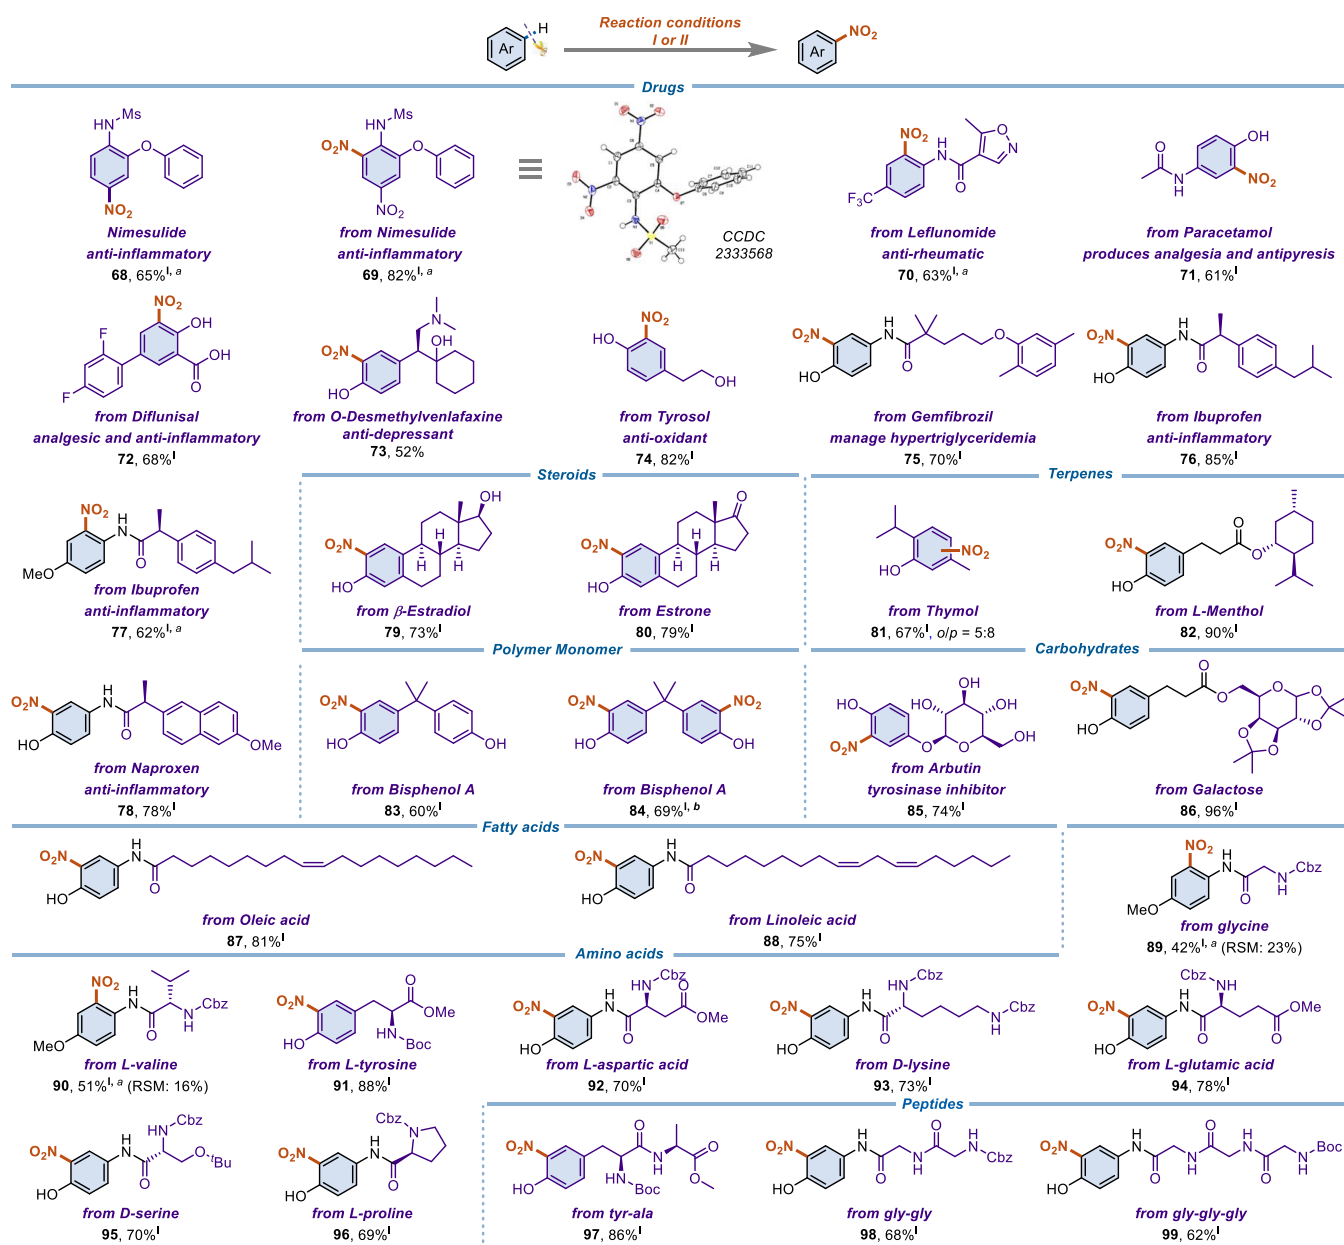 Reaction conditions
I or II
Ar
H
Ar
NO2
Drugs
Nimesulide
anti-inflammatory
68, 65%I, a
from Nimesulide
anti-inflammatory
69, 82%I, a
CCDC
2333568
from Leflunomide
anti-rheumatic
70, 63%I, a
from Paracetamol
produces analgesia and antipyresis
71, 61%I
from Diflunisal
analgesic and anti-inflammatory
72, 68%I
from O-Desmethylvenlafaxine
anti-depressant
73, 52%
from Tyrosol
anti-oxidant
74, 82%I
from Gemfibrozil
manage hypertriglyceridemia
75, 70%I
from Ibuprofen
anti-inflammatory
76, 85%I
Steroids
Terpenes
from Ibuprofen
anti-inflammatory
77, 62%I, a
from β-Estradiol
79, 73%I
from Estrone
80, 79%I
from Thymol
81, 67%I, o/p = 5:8
from L-Menthol
82, 90%I
Polymer Monomer
Carbohydrates
from Naproxen
anti-inflammatory
78, 78%I
from Bisphenol A
83, 60%I
from Bisphenol A
84, 69%I, b
from Arbutin
tyrosinase inhibitor
85, 74%I
from Galactose
86, 96%I
Fatty acids
from Oleic acid
87, 81%I
from Linoleic acid
88, 75%I
from glycine
89, 42%I, a (RSM: 23%)
Amino acids
from L-valine
90, 51%I, a (RSM: 16%)
from L-tyrosine
91, 88%I
from L-aspartic acid
92, 70%I
from D-lysine
93, 73%I
from L-glutamic acid
94, 78%I
Peptides
from D-serine
95, 70%I
from L-proline
96, 69%I
from tyr-ala
97, 86%I
from gly-gly
98, 68%I
from gly-gly-gly
99, 62%I